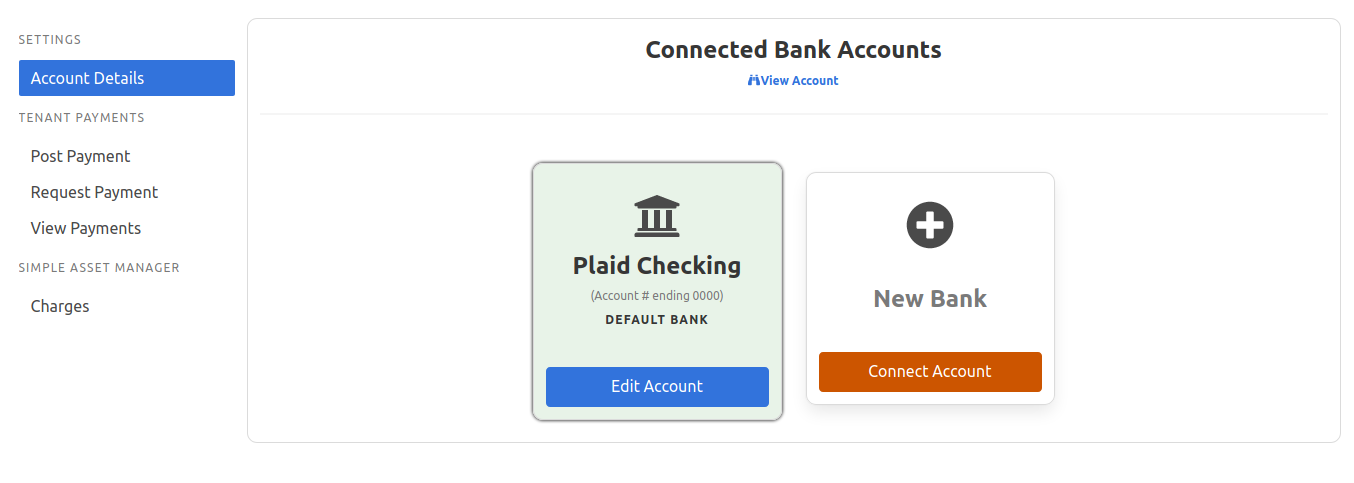 SETTINGS
Account Details
TENANT PAYMENTS
Post Payment
Request Payment
View Payments
SIMPLE ASSET MANAGER
Charges
Connected Bank Accounts
View Account
Plaid Checking
(Account # ending 0000)
DEFAULT BANK
Edit Account
New Bank
Connect Account